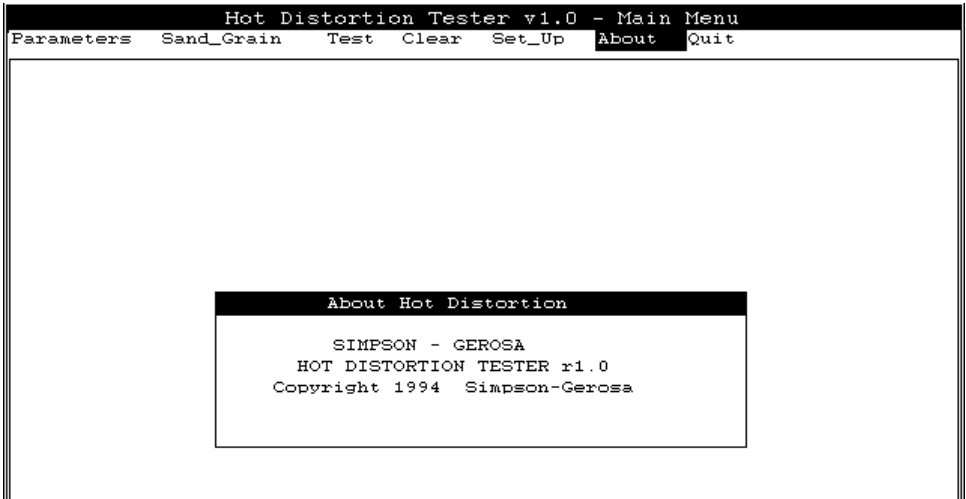 Hot Distortion Tester v1.0 - Main Menu
Parameters Sand_Grain Test Clear Set_Up About Quit
About Hot Distortion
SIMPSON - GEROSA
HOT DISTORTION TESTER r1.0
Copyright 1994 Simpson-Gerosa